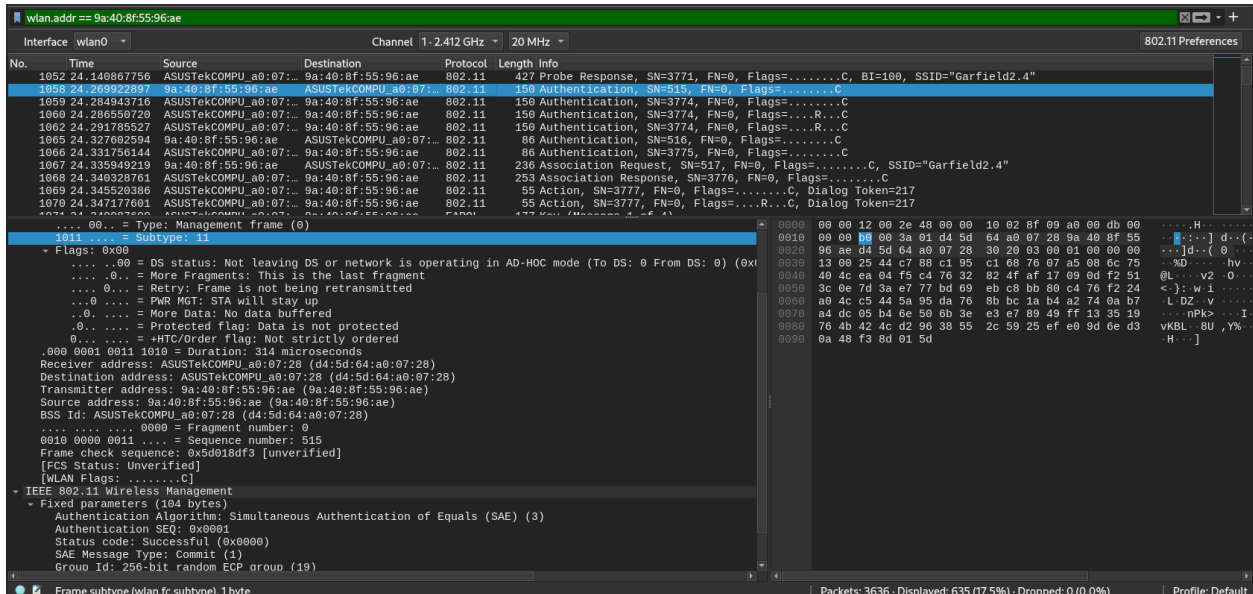 wlan.addr == 9a:40:8f:55:96:ae
Interface wlan0 Channel 1 · 2.412 GHz 20 MHz 802.11 Preferences
No. Time Source Destination Protocol Length Info
1052 24.140867756 ASUSTekCOMPU_a0:07:… 9a:40:8f:55:96:ae 802.11 427 Probe Response, SN=3771, FN=0, Flags=........C, BI=100, SSID="Garfield2.4"
1058 24.269922897 9a:40:8f:55:96:ae ASUSTekCOMPU_a0:07:… 802.11 150 Authentication, SN=515, FN=0, Flags=........C
1059 24.284943716 ASUSTekCOMPU_a0:07:… 9a:40:8f:55:96:ae 802.11 150 Authentication, SN=3774, FN=0, Flags=........C
1060 24.286550720 ASUSTekCOMPU_a0:07:… 9a:40:8f:55:96:ae 802.11 150 Authentication, SN=3774, FN=0, Flags=....R...C
1062 24.291785527 ASUSTekCOMPU_a0:07:… 9a:40:8f:55:96:ae 802.11 150 Authentication, SN=3774, FN=0, Flags=....R...C
1065 24.327602594 9a:40:8f:55:96:ae ASUSTekCOMPU_a0:07:… 802.11 86 Authentication, SN=516, FN=0, Flags=........C
1066 24.331756144 ASUSTekCOMPU_a0:07:… 9a:40:8f:55:96:ae 802.11 86 Authentication, SN=3775, FN=0, Flags=........C
1067 24.335949219 9a:40:8f:55:96:ae ASUSTekCOMPU_a0:07:… 802.11 236 Association Request, SN=517, FN=0, Flags=........C, SSID="Garfield2.4"
1068 24.340328761 ASUSTekCOMPU_a0:07:… 9a:40:8f:55:96:ae 802.11 253 Association Response, SN=3776, FN=0, Flags=........C
1069 24.345520386 ASUSTekCOMPU_a0:07:… 9a:40:8f:55:96:ae 802.11 55 Action, SN=3777, FN=0, Flags=........C, Dialog Token=217
1070 24.347177601 ASUSTekCOMPU_a0:07:… 9a:40:8f:55:96:ae 802.11 55 Action, SN=3777, FN=0, Flags=....R...C, Dialog Token=217
.... 00.. = Type: Management frame (0)
1011 .... = Subtype: 11
Flags: 0x00
.... ..00 = DS status: Not leaving DS or network is operating in AD-HOC mode (To DS: 0 From DS: 0)
.... .0.. = More Fragments: This is the last fragment
.... 0... = Retry: Frame is not being retransmitted
...0 .... = PWR MGT: STA will stay up
..0. .... = More Data: No data buffered
.0.. .... = Protected flag: Data is not protected
0... .... = +HTC/Order flag: Not strictly ordered
.000 0001 0011 1010 = Duration: 314 microseconds
Receiver address: ASUSTekCOMPU_a0:07:28 (d4:5d:64:a0:07:28)
Destination address: ASUSTekCOMPU_a0:07:28 (d4:5d:64:a0:07:28)
Transmitter address: 9a:40:8f:55:96:ae (9a:40:8f:55:96:ae)
Source address: 9a:40:8f:55:96:ae (9a:40:8f:55:96:ae)
BSS Id: ASUSTekCOMPU_a0:07:28 (d4:5d:64:a0:07:28)
.... .... .... 0000 = Fragment number: 0
0010 0000 0011 .... = Sequence number: 515
Frame check sequence: 0x5d018df3 [unverified]
[FCS Status: Unverified]
[WLAN Flags: ........C]
IEEE 802.11 Wireless Management
Fixed parameters (104 bytes)
Authentication Algorithm: Simultaneous Authentication of Equals (SAE) (3)
Authentication SEQ: 0x0001
Status code: Successful (0x0000)
SAE Message Type: Commit (1)
Group Id: 256-bit random ECP group (19)
0000 00 00 12 00 2e 48 00 00 10 02 8f 09 a0 00 db 00 ·····H··
0010 00 00 b0 00 3a 01 d4 5d 64 a0 07 28 9a 40 8f 55 ····:··] d··(·
0020 96 ae d4 5d 64 a0 07 28 30 20 03 00 01 00 00 00 ···]d··( 0
0030 13 00 25 44 c7 88 c1 95 c1 68 76 07 a5 08 6c 75 ··%D···· ·hv··
0040 40 4c ea 04 f5 c4 76 32 82 4f af 17 09 0d f2 51 @L····v2 ·O···
0050 3c 0e 7d 3a e7 77 bd 69 eb c8 bb 80 c4 76 f2 24 <·}:·w·i
0060 a0 4c c5 44 5a 95 da 76 8b bc 1a b4 a2 74 0a b7 ·L·DZ··v
0070 a4 dc 05 b4 6e 50 6b 3e e3 e7 89 49 ff 13 35 19 ····nPk> ···I·
0080 76 4b 42 4c d2 96 38 55 2c 59 25 ef e0 9d 6e d3 vKBL··8U ,Y%··
0090 0a 48 f3 8d 01 5d ·H···]
Frame subtype (wlan.fc.subtype), 1 byte Packets: 3636 · Displayed: 635 (17.5%) · Dropped: 0 (0.0%) Profile: Default